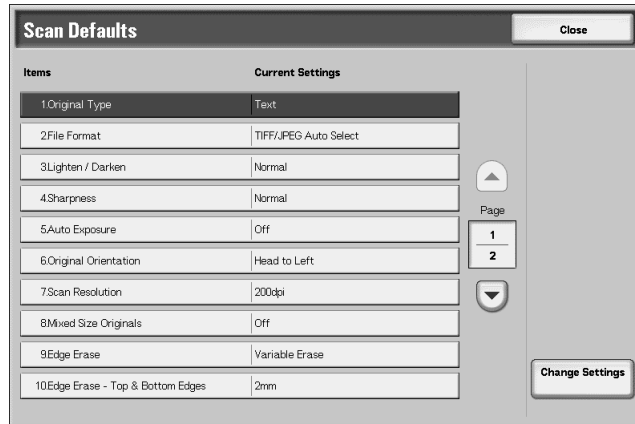 Scan Defaults
Close
Items Current Settings
1.Original Type Text
2.File Format TIFF/JPEG Auto Select
3.Lighten / Darken Normal
4.Sharpness Normal
5.Auto Exposure Off
6.Original Orientation Head to Left
7.Scan Resolution 200dpi
8.Mixed Size Originals Off
9.Edge Erase Variable Erase
10.Edge Erase - Top & Bottom Edges 2mm
Page
1
2
Change Settings